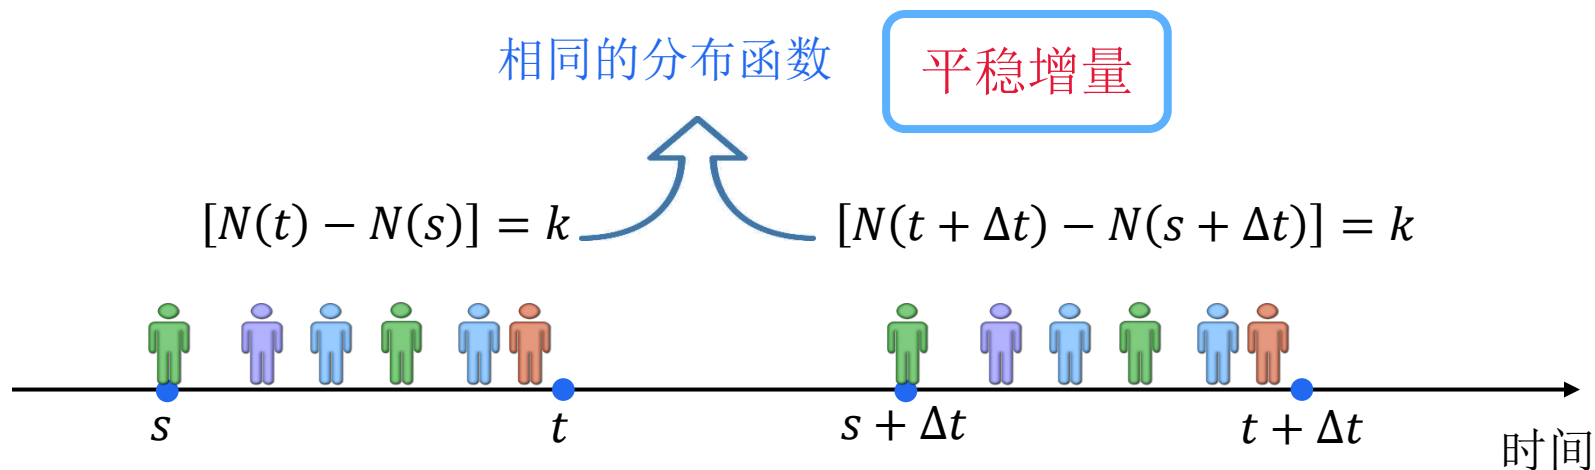 相同的分布函数
平稳增量
[N(t) − N(s)] = k
[N(t + Δt) − N(s + Δt)] = k
s
t
s + Δt
t + Δt
时间